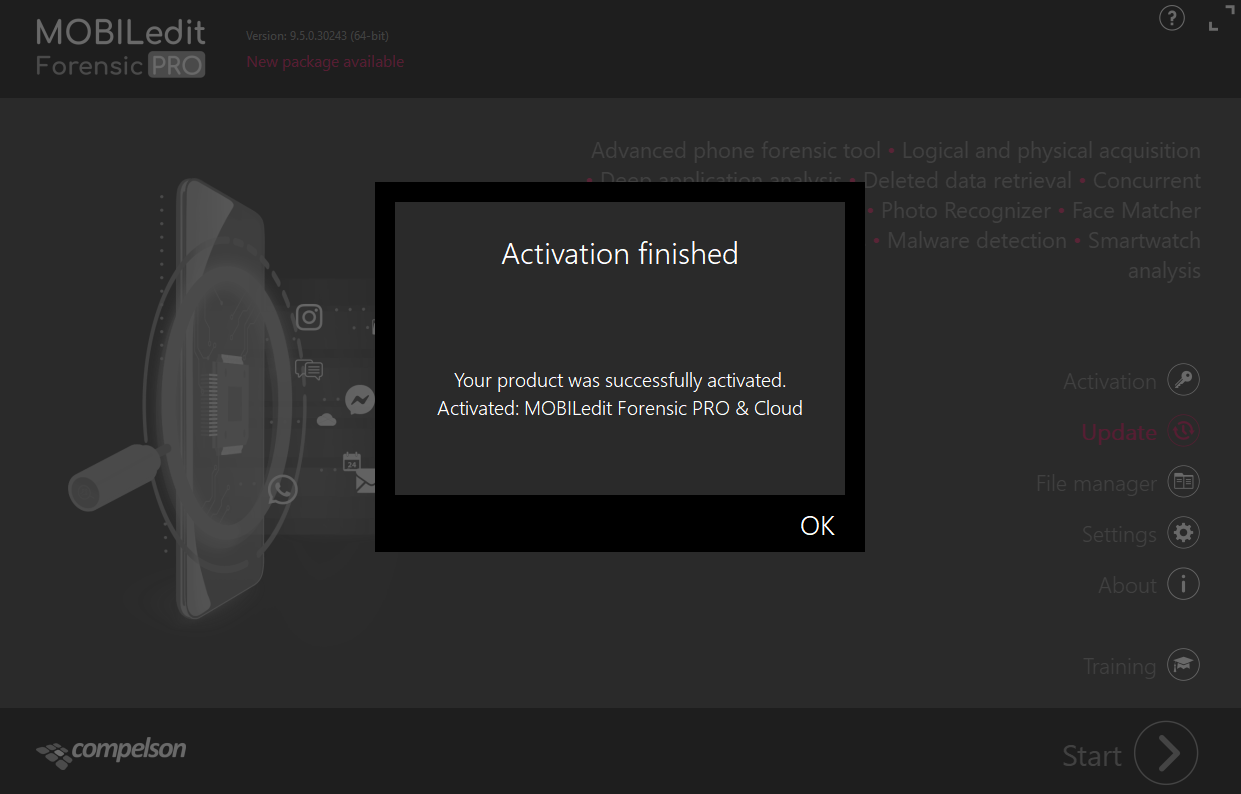 MOBILedit
Forensic PRO
Version: 9.5.0.30243 (64-bit)
New package available
?
Advanced phone forensic tool • Logical and physical acquisition
• Deep application analysis • Deleted data retrieval • Concurrent
• Photo Recognizer • Face Matcher
• Malware detection • Smartwatch
analysis
Activation finished
Your product was successfully activated.
Activated: MOBILedit Forensic PRO & Cloud
OK
24
Activation
Update
File manager
Settings
About
Training
compelson
Start